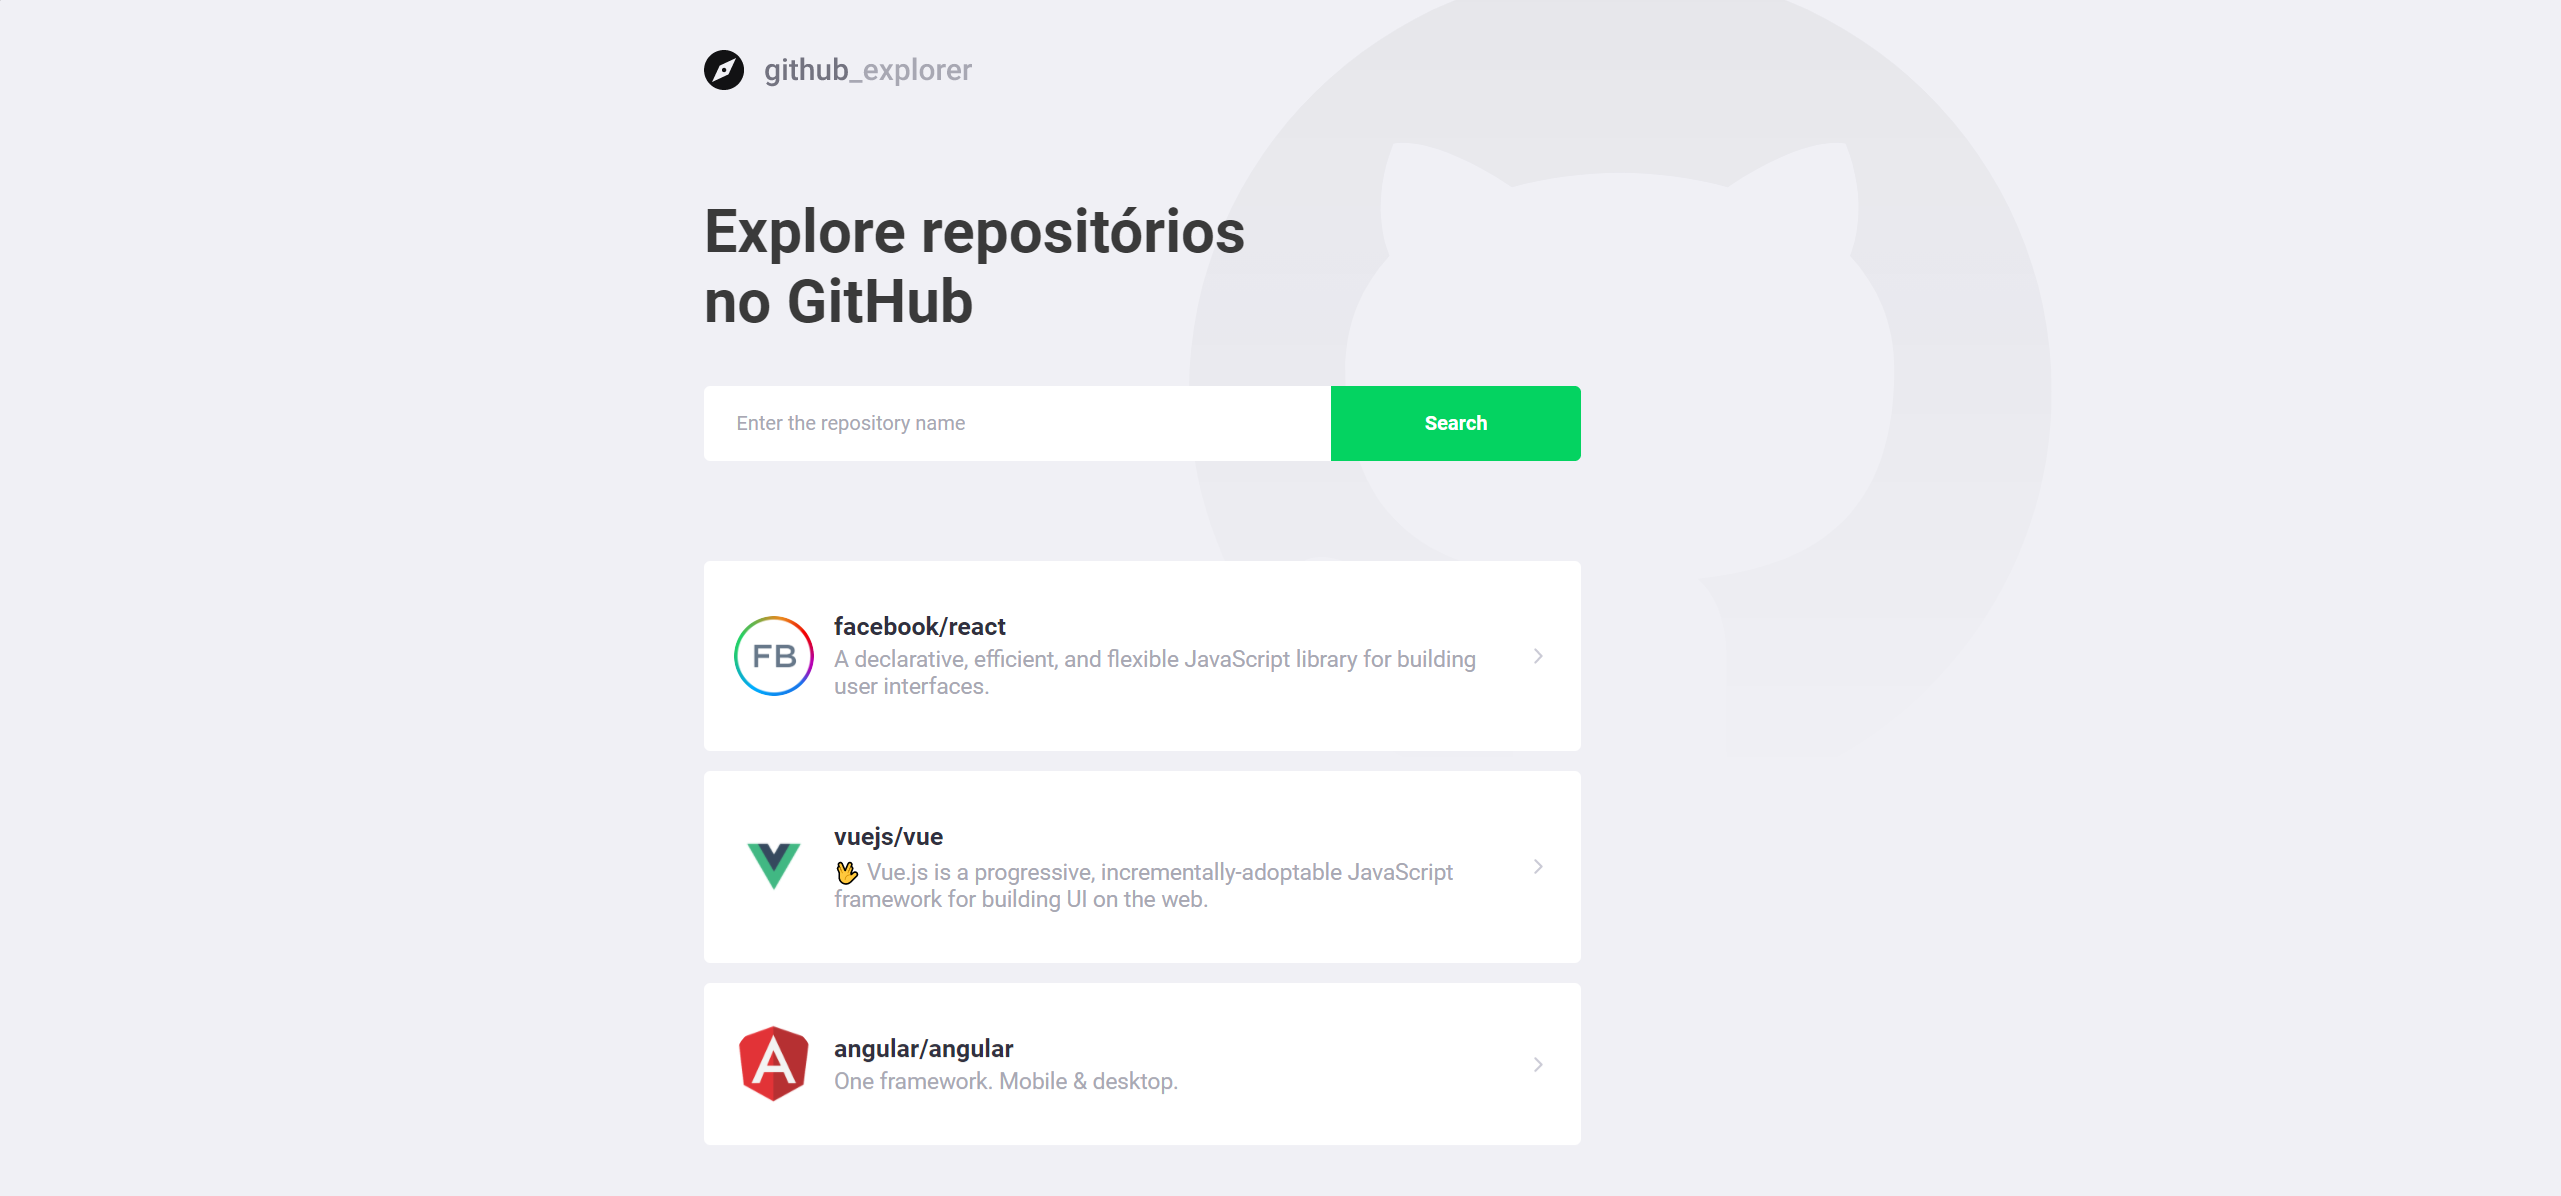 github_explorer
Explore repositórios
no GitHub
Enter the repository name
Search
FB
facebook/react
A declarative, efficient, and flexible JavaScript library for building
user interfaces.
vuejs/vue
🖖 Vue.js is a progressive, incrementally-adoptable JavaScript
framework for building UI on the web.
A
angular/angular
One framework. Mobile & desktop.